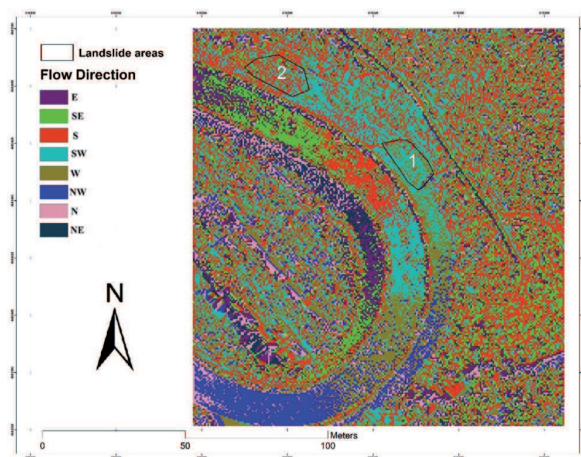 Landslide areas
Flow Direction
E
SE
S
SW
W
NW
N
NE
N
0 50 100 Meters
2
1